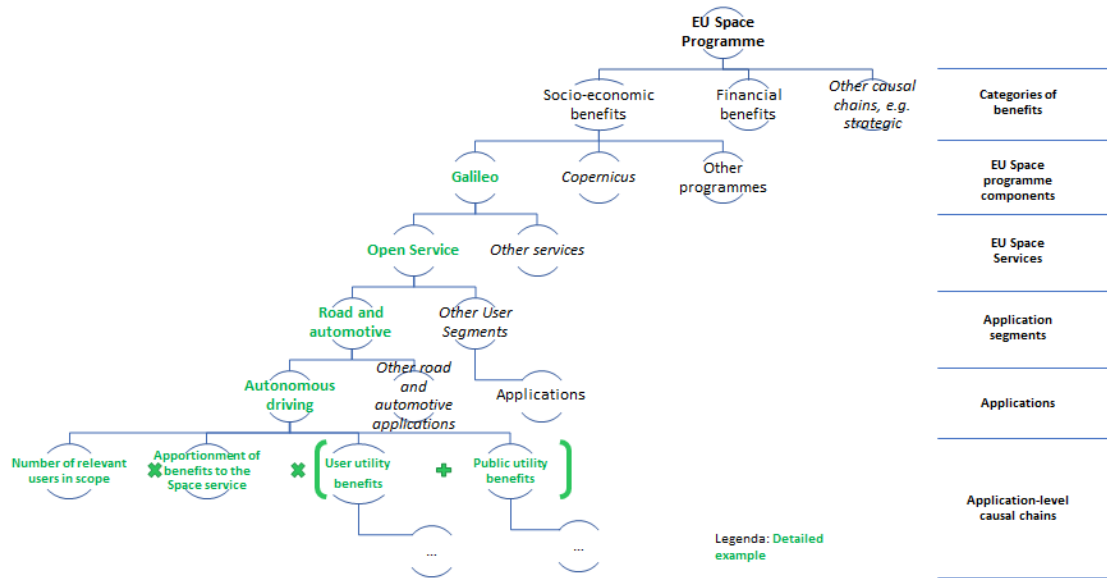 EU Space
Programme
Socio-economic
benefits
Financial
benefits
Other causal
chains, e.g.
strategic
Categories of
benefits
Galileo
Copernicus
Other
programmes
EU Space
programme
components
Open Service
Other services
EU Space
Services
Road and
automotive
Other User
Segments
Application
segments
Autonomous
driving
Other road
and
automotive
applications
Applications
Applications
Number of relevant
users in scope
Apportionment of
benefits to the
Space service
User utility
benefits
Public utility
benefits
Application-level
causal chains
...
...
Legenda: Detailed
example